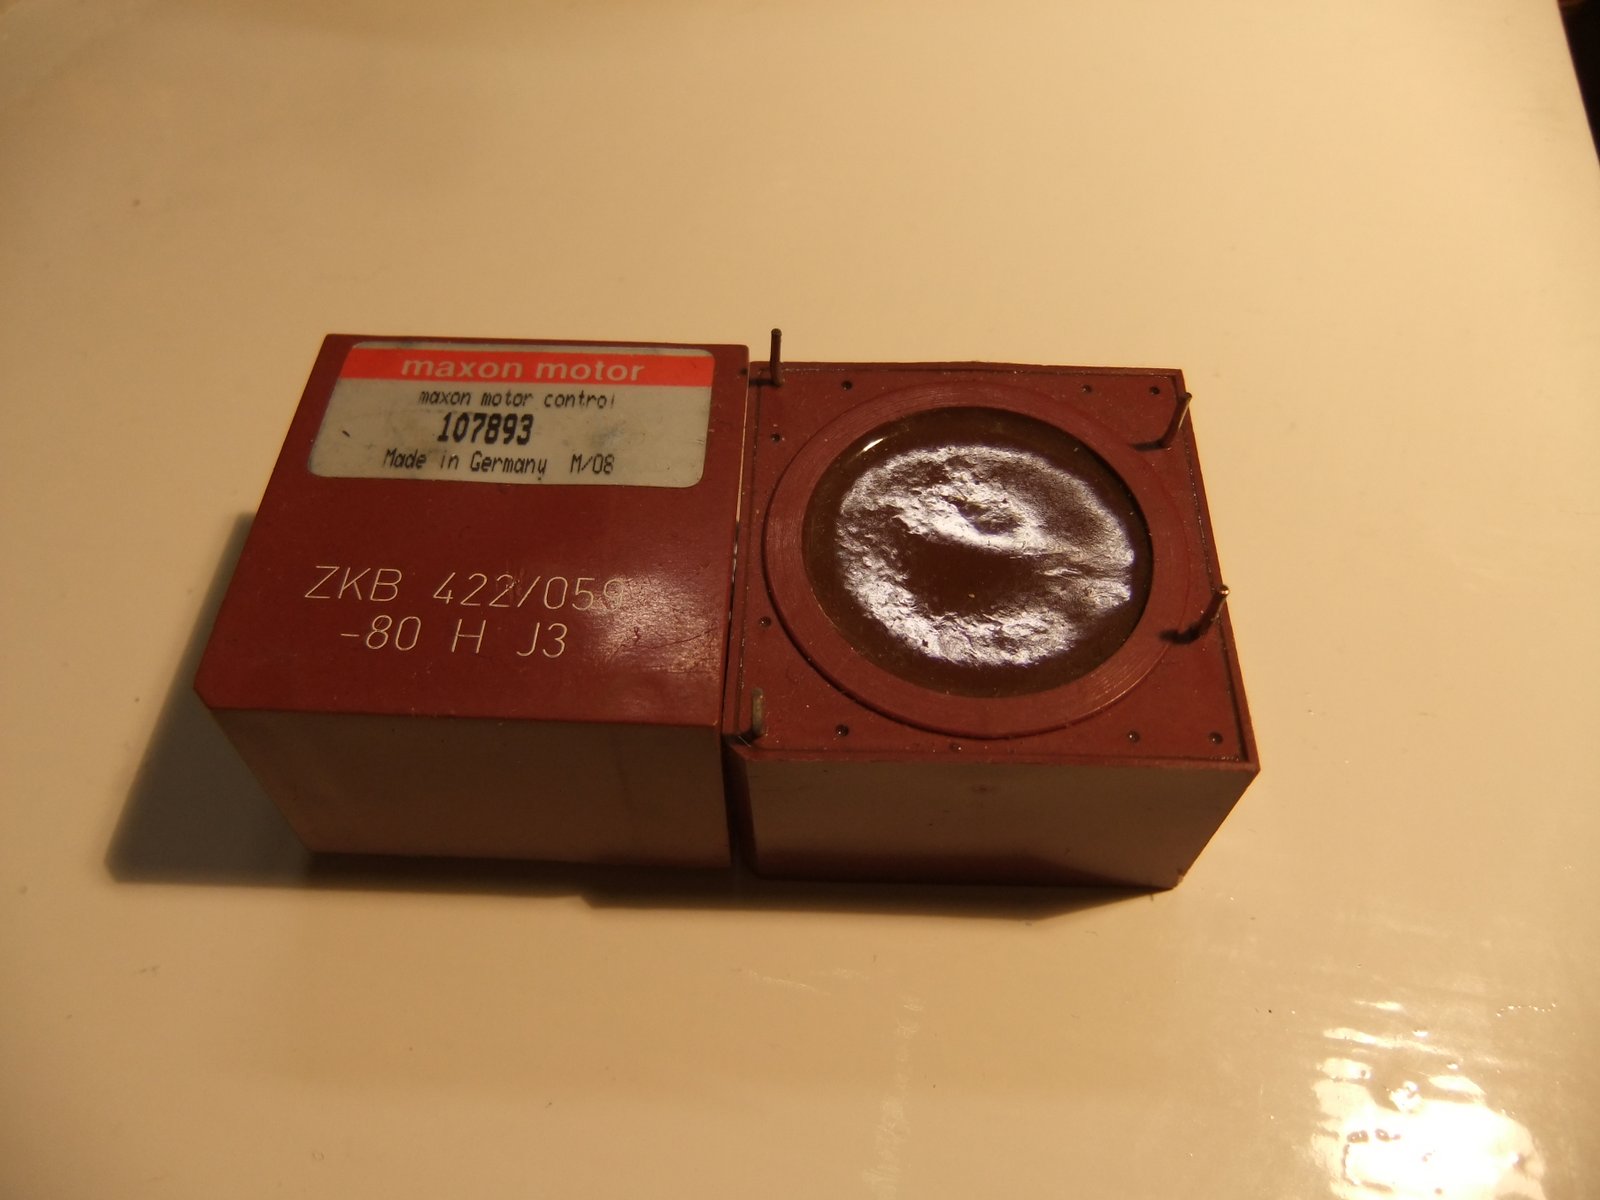 maxon motor
maxon motor control
107893
Made in Germany M/08
ZKB 422/059
-80 H J3